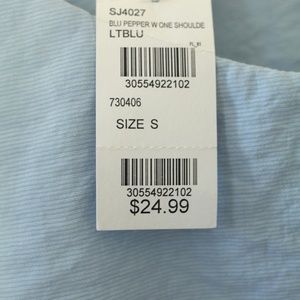 SJ4027
BLU PEPPER W ONE SHOULDE
LTBLU
30554922102
730406
SIZE S
30554922102
$24.99